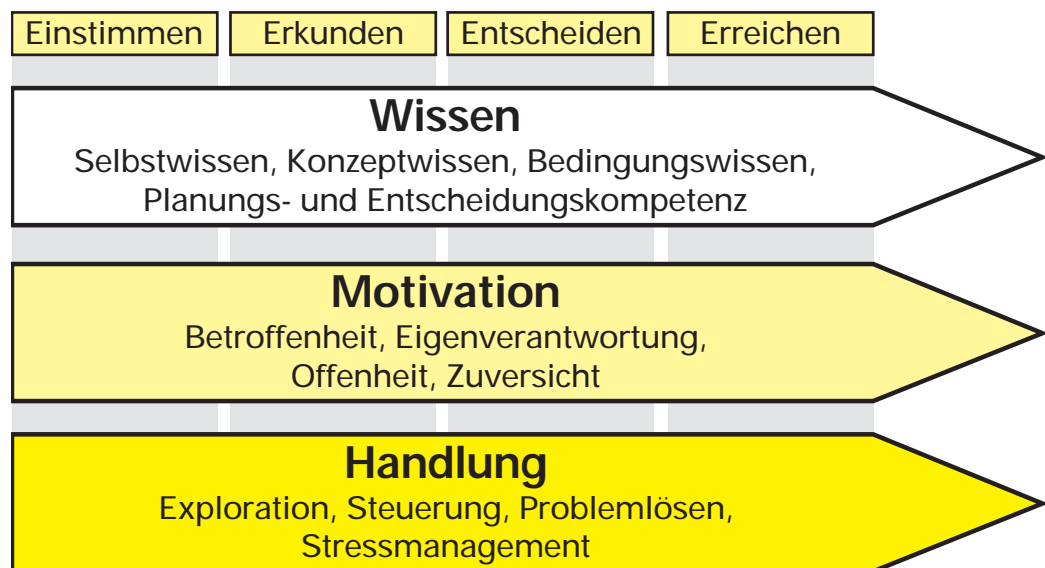 Einstimmen Erkunden Entscheiden Erreichen
Wissen
Selbstwissen, Konzeptwissen, Bedingungswissen,
Planungs- und Entscheidungskompetenz
Motivation
Betroffenheit, Eigenverantwortung,
Offenheit, Zuversicht
Handlung
Exploration, Steuerung, Problemlösen,
Stressmanagement